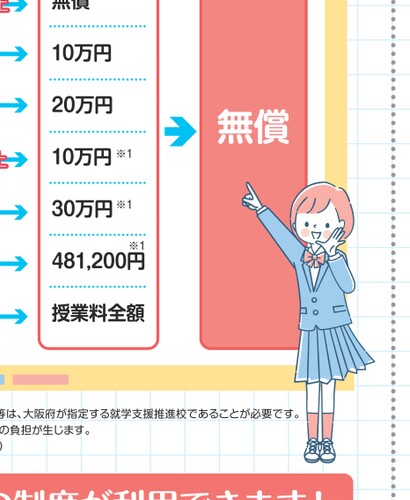 無償
10万円
20万円
10万円※1
30万円※1
※1
481,200円
授業料全額
無償
等は、大阪府が指定する就学支援推進校であることが必要です。
の負担が生じます。
)
の制度が利用できます!